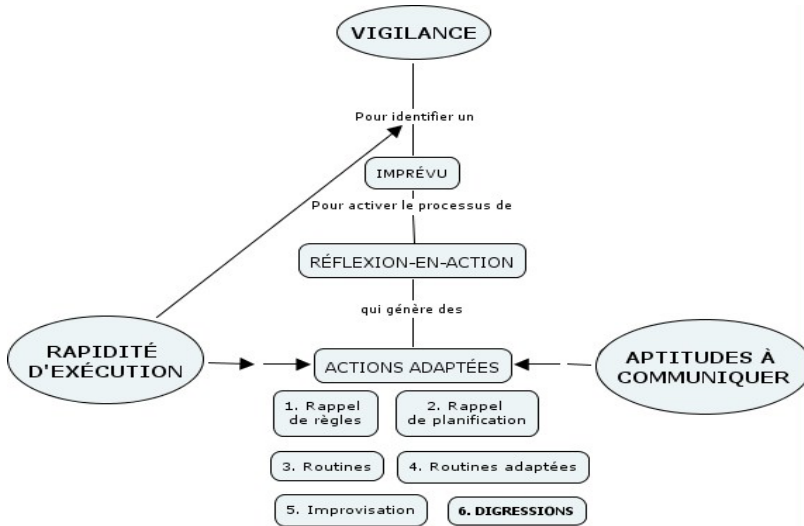 VIGILANCE
Pour identifier un
IMPRÉVU
Pour activer le processus de
RÉFLEXION-EN-ACTION
qui génère des
RAPIDITÉ
D'EXÉCUTION
ACTIONS ADAPTÉES
APTITUDES À
COMMUNIQUER
1. Rappel
de règles
2. Rappel
de planification
3. Routines
4. Routines adaptées
5. Improvisation
6. DIGRESSIONS